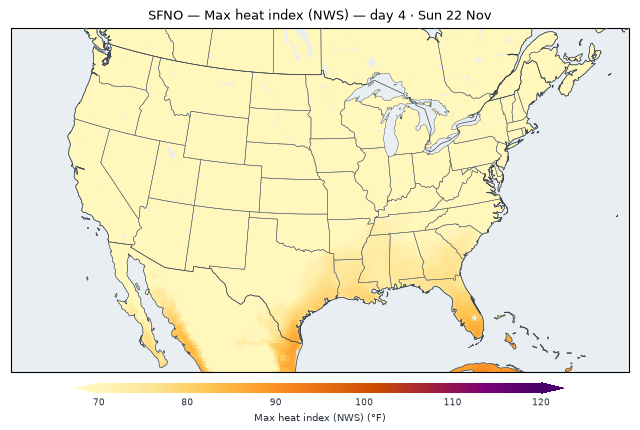 SFNO — Max heat index (NWS) — day 4 · Sun 22 Nov
70 80 90 100 110 120
Max heat index (NWS) (°F)